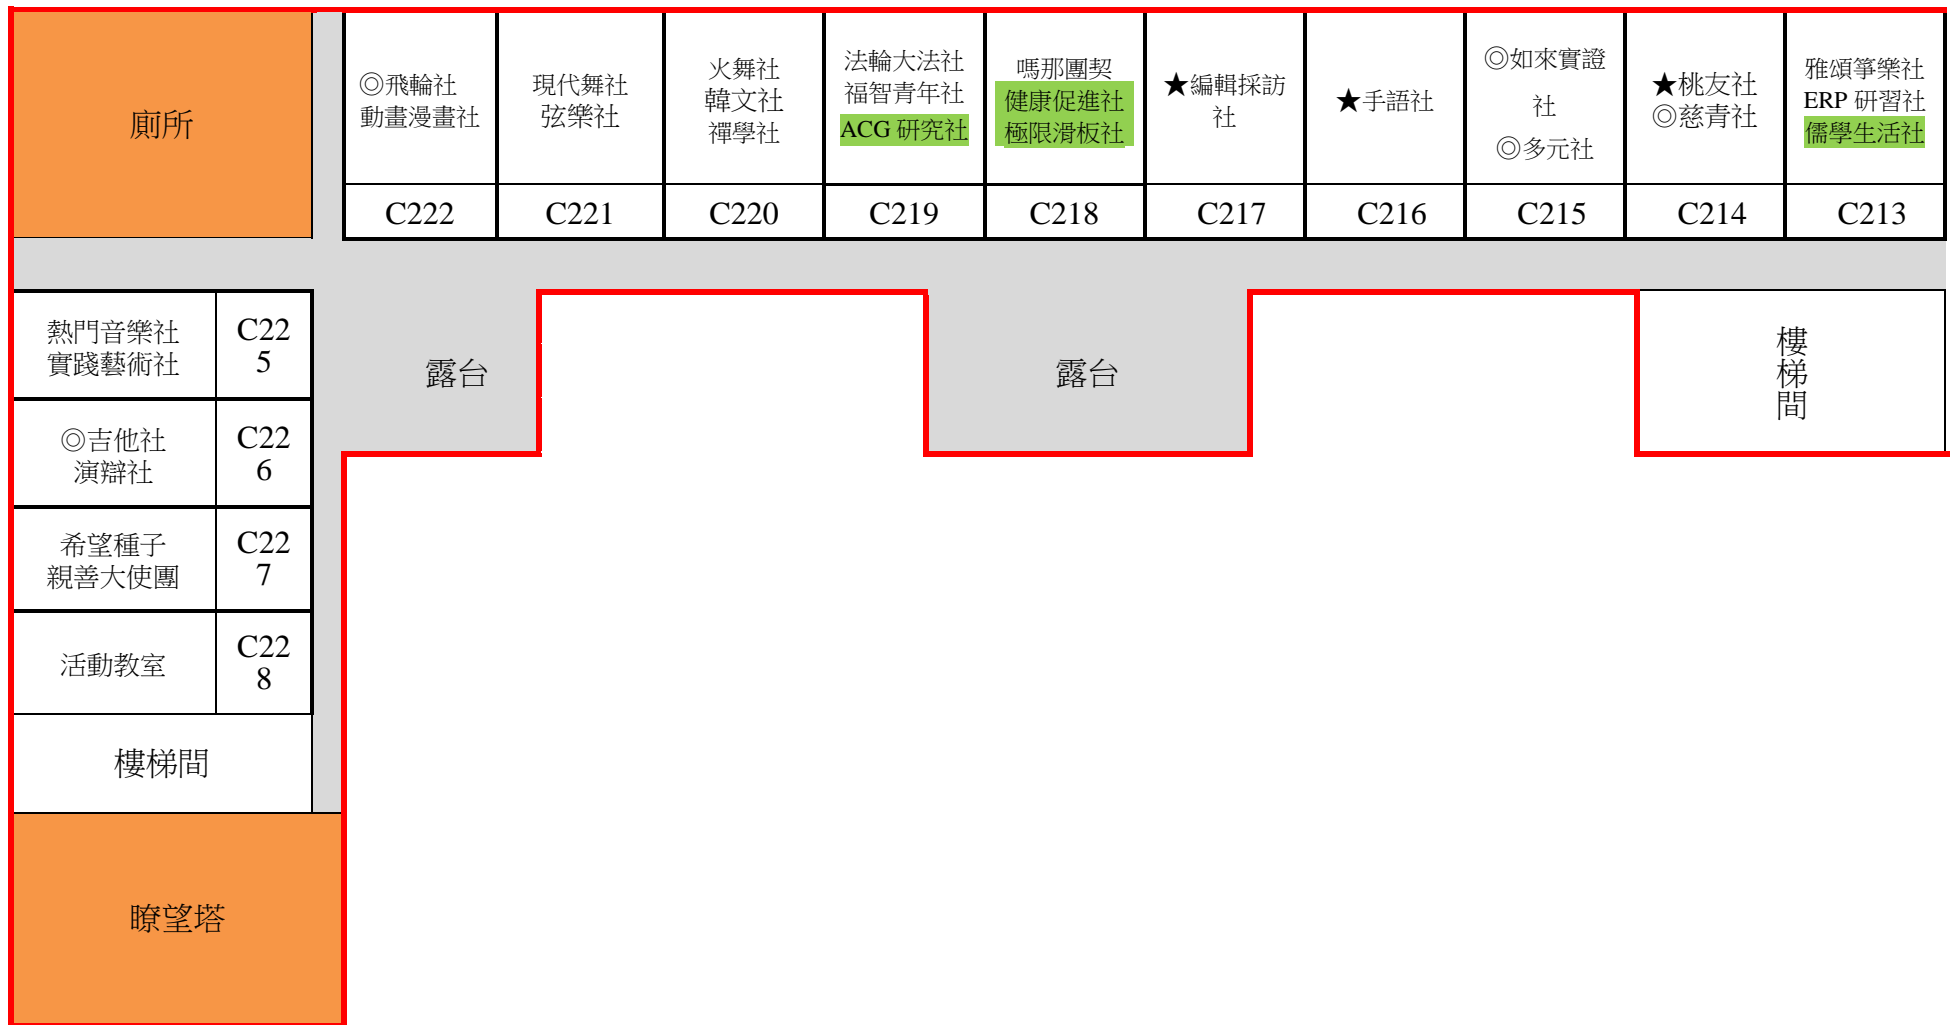 廁所
◎飛輪社
動畫漫畫社
現代舞社
弦樂社
火舞社
韓文社
禪學社
法輪大法社
福智青年社
ACG 研究社
嗎那團契
健康促進社
極限滑板社
★編輯採訪
社
★手語社
◎如來實證
社
◎多元社
★桃友社
◎慈青社
雅頌箏樂社
ERP 研習社
儒學生活社
C222
C221
C220
C219
C218
C217
C216
C215
C214
C213
熱門音樂社
實踐藝術社
C22
5
露台
露台
樓
梯
間
◎吉他社
演辯社
C22
6
希望種子
親善大使團
C22
7
活動教室
C22
8
樓梯間
瞭望塔